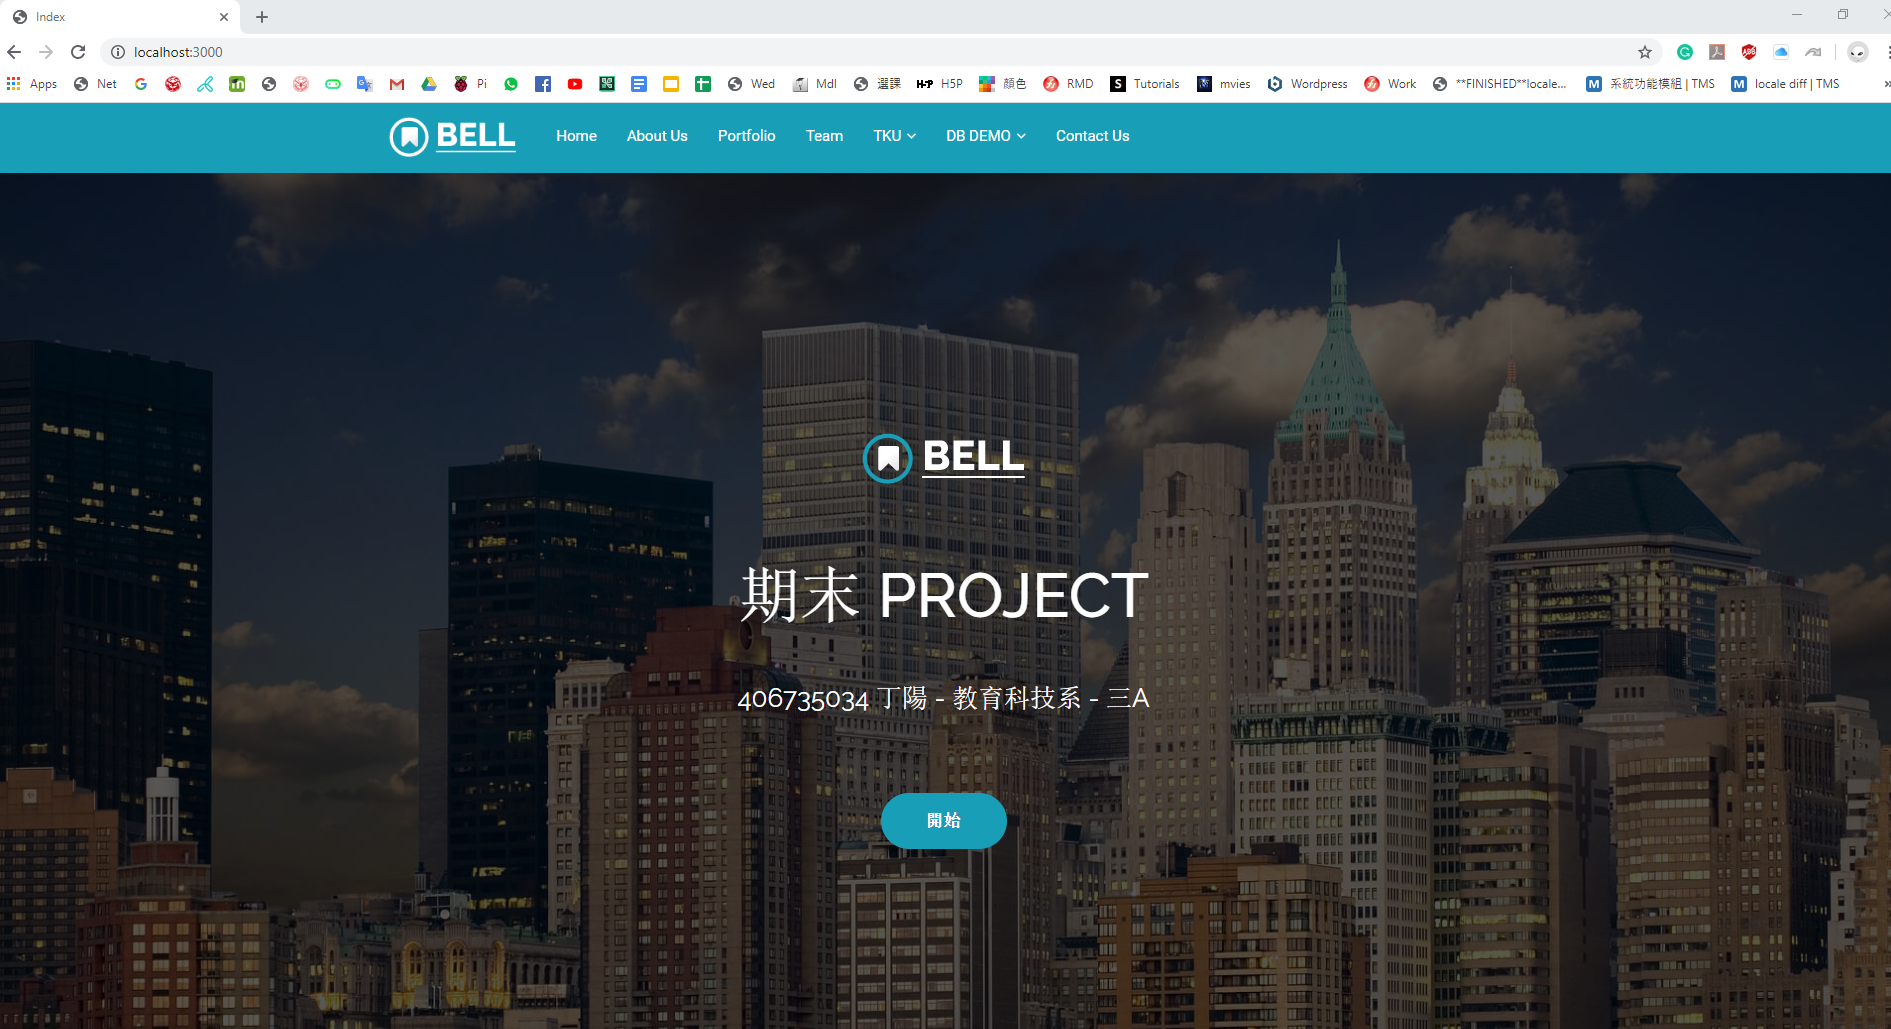 Index
localhost:3000
Apps Net Pi Wed Mdl 選課 H5P 顏色 RMD Tutorials mvies Wordpress Work **FINISHED**locale... 系統功能模組 | TMS locale diff | TMS
BELL Home About Us Portfolio Team TKU DB DEMO Contact Us
BELL
期末 PROJECT
406735034 丁陽 - 教育科技系 - 三A
開始